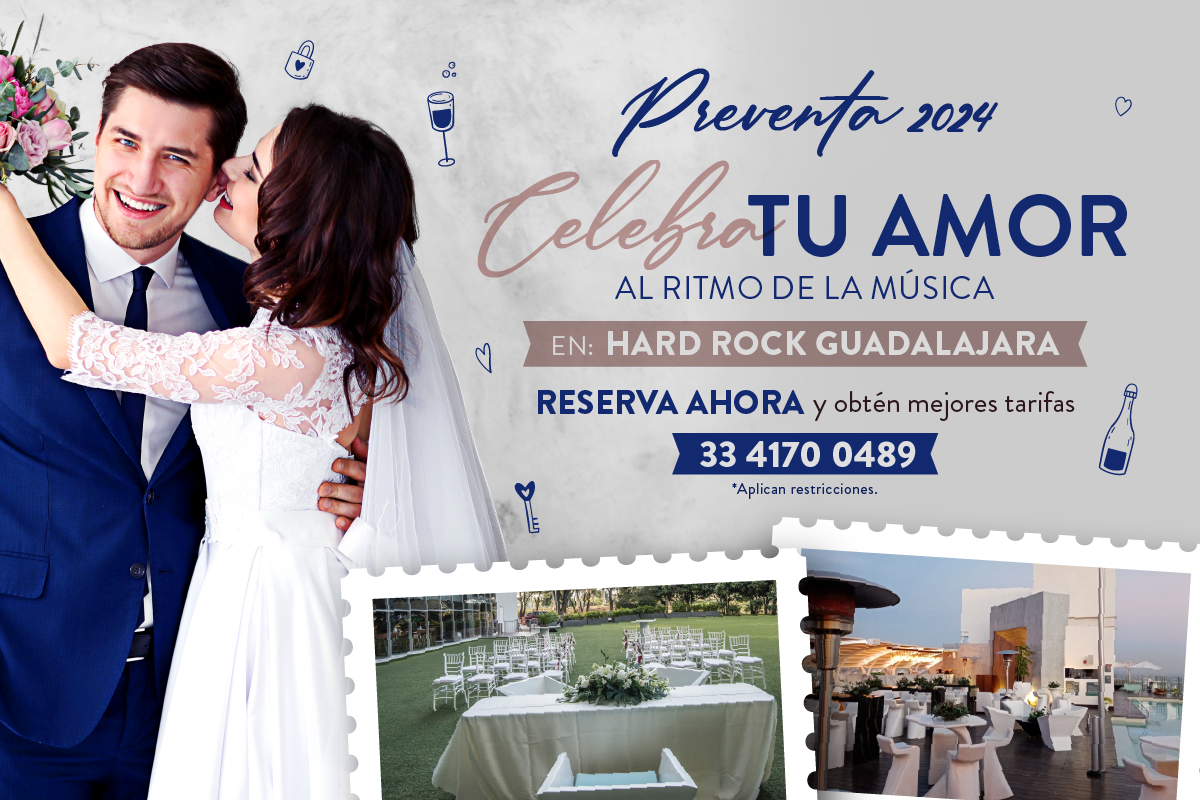 Preventa 2024
Celebra TU AMOR
AL RITMO DE LA MÚSICA
EN: HARD ROCK GUADALAJARA
RESERVA AHORA y obtén mejores tarifas
33 4170 0489
*Aplican restricciones.